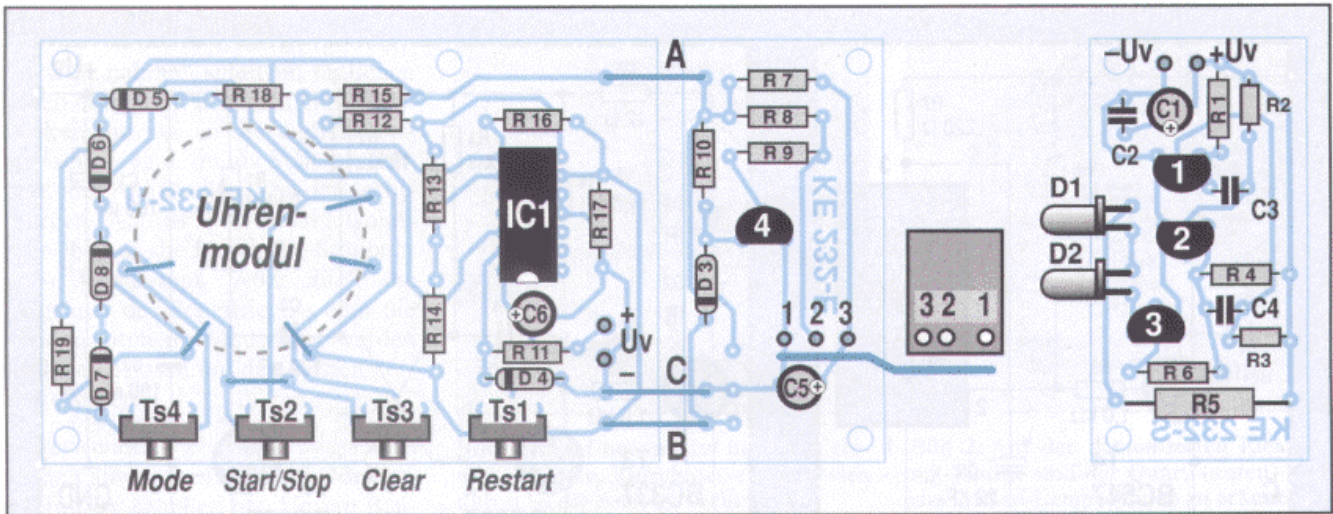 D 5
R 18
R 15
R 12
R 16
A
R 7
R 8
R 9
R 10
-Uv
+Uv
C1
+
R 1
R2
C2
D 6
Uhren-
modul
KE 232-U
R 13
IC1
R 17
4
KE 232-E
1
C3
D1
2
D2
D 8
R 14
+C6
D 3
3 2 1
1 2 3
R 4
C4
3
R3
R 19
D 7
R 11
D 4
+
Uv
-
C
C5+
R 6
R5
KE 232-S
B
Ts4
Ts2
Ts3
Ts1
Mode
Start/Stop
Clear
Restart